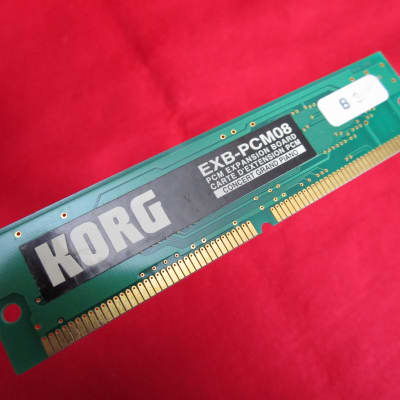 KORG
EXB-PCM08
PCM EXPANSION BOARD
CARTE D'EXTENSION PCM
CONCERT GRAND PIANO